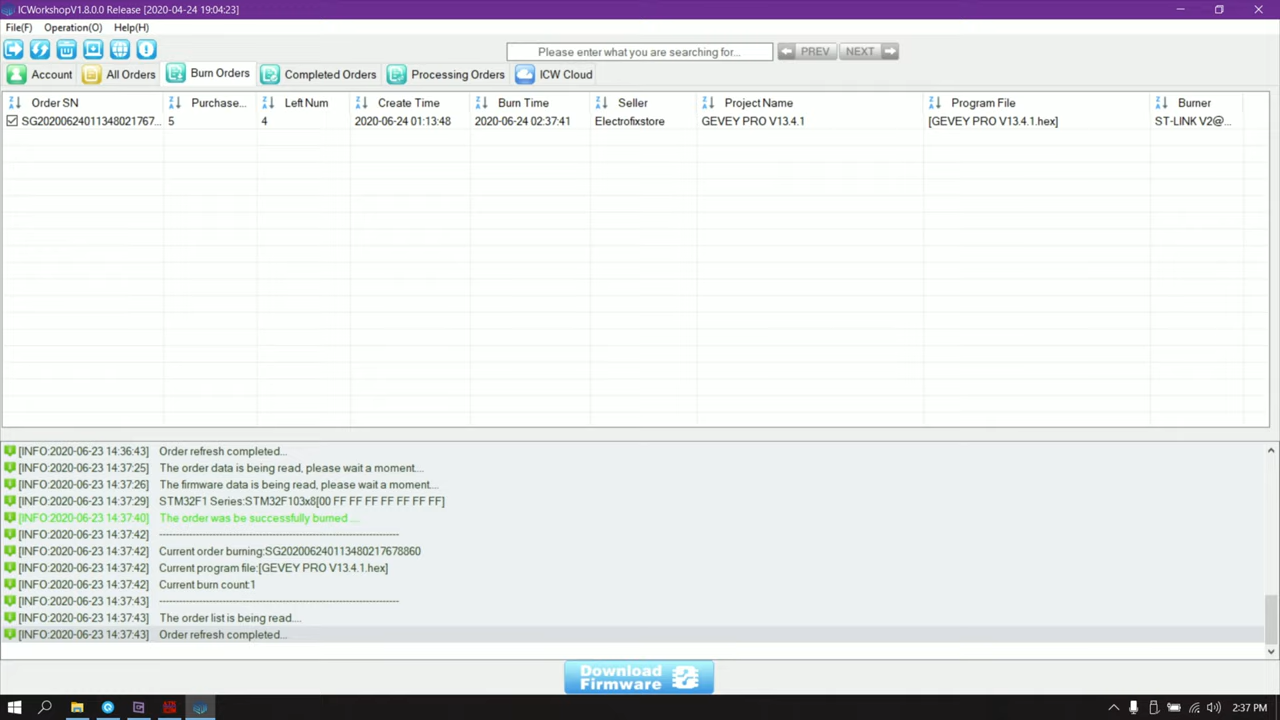 ICWorkshopV1.8.0.0 Release [2020-04-24 19:04:23]
File(F) Operation(O) Help(H)
Please enter what you are searching for... PREV NEXT
Account All Orders Burn Orders Completed Orders Processing Orders ICW Cloud
Order SN Purchase... Left Num Create Time Burn Time Seller Project Name Program File Burner
SG20200624011348021767... 5 4 2020-06-24 01:13:48 2020-06-24 02:37:41 Electrofixstore GEVEY PRO V13.4.1 [GEVEY PRO V13.4.1.hex] ST-LINK V2@...
[INFO:2020-06-23 14:36:43] Order refresh completed...
[INFO:2020-06-23 14:37:25] The order data is being read, please wait a moment....
[INFO:2020-06-23 14:37:26] The firmware data is being read, please wait a moment....
[INFO:2020-06-23 14:37:29] STM32F1 Series:STM32F103x8[00 FF FF FF FF FF FF FF]
[INFO:2020-06-23 14:37:40] The order was be successfully burned ....
[INFO:2020-06-23 14:37:42] ------------------------------------------------------------
[INFO:2020-06-23 14:37:42] Current order burning:SG202006240113480217678860
[INFO:2020-06-23 14:37:42] Current program file:[GEVEY PRO V13.4.1.hex]
[INFO:2020-06-23 14:37:42] Current burn count:1
[INFO:2020-06-23 14:37:43] ------------------------------------------------------------
[INFO:2020-06-23 14:37:43] The order list is being read....
[INFO:2020-06-23 14:37:43] Order refresh completed...
Download
Firmware
2:37 PM